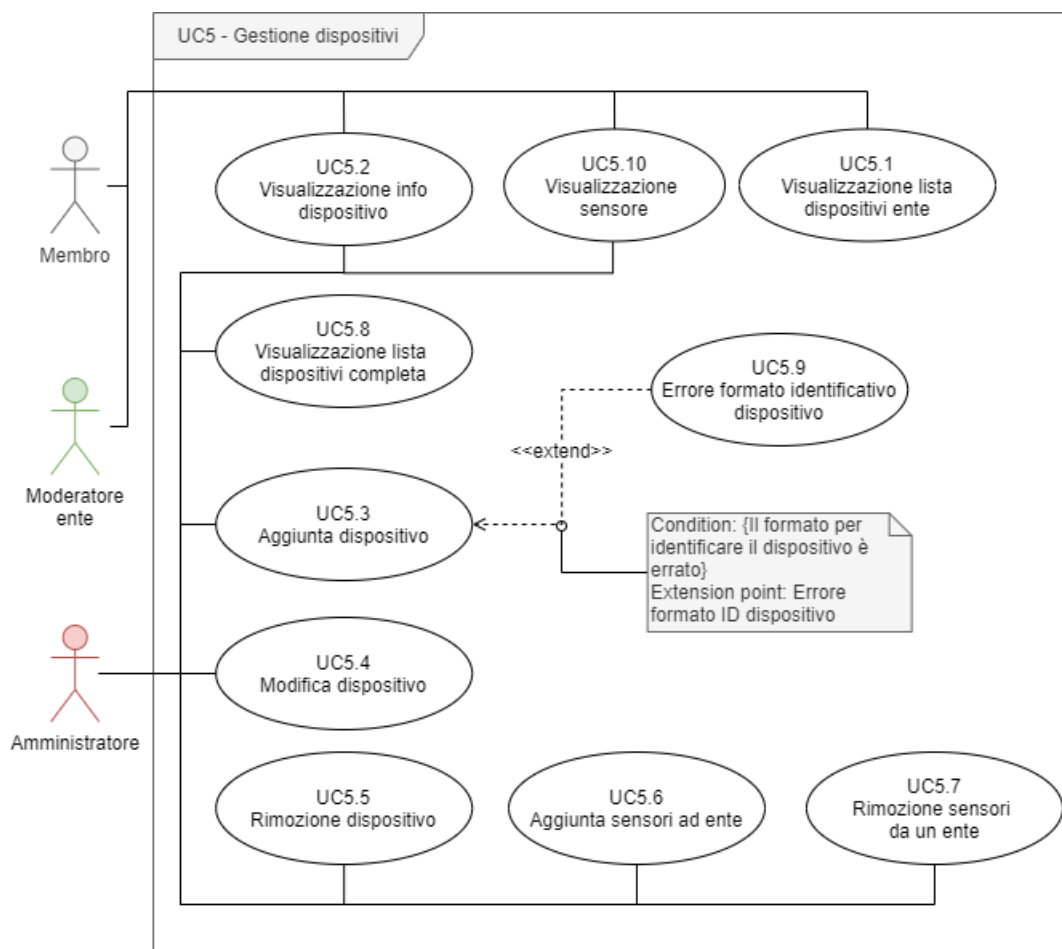 UC5 - Gestione dispositivi
UC5.2
Visualizzazione info
dispositivo
UC5.10
Visualizzazione
sensore
UC5.1
Visualizzazione lista
dispositivi ente
Membro
UC5.8
Visualizzazione lista
dispositivi completa
UC5.9
Errore formato identificativo
dispositivo
<<extend>>
Moderatore
ente
UC5.3
Aggiunta dispositivo
Condition: {Il formato per
identificare il dispositivo è
errato}
Extension point: Errore
formato ID dispositivo
UC5.4
Modifica dispositivo
Amministratore
UC5.5
Rimozione dispositivo
UC5.6
Aggiunta sensori ad ente
UC5.7
Rimozione sensori
da un ente